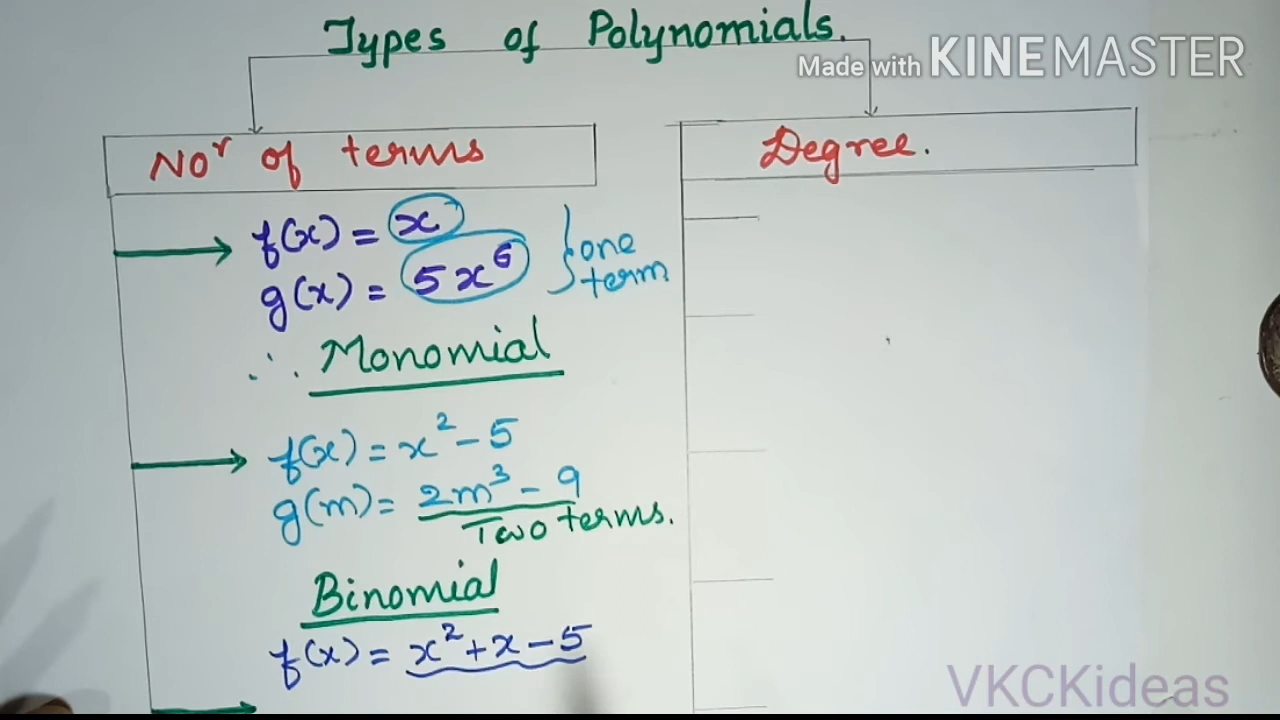 Types of Polynomials.
Made with KINEMASTER
Noʳ of terms
Degree.
f(x) = x
g(x) = 5x⁶
one
term
∴ Monomial
f(x) = x² - 5
g(m) = 2m³ - 9
Two terms.
Binomial
f(x) = x² + x - 5
VKCKideas